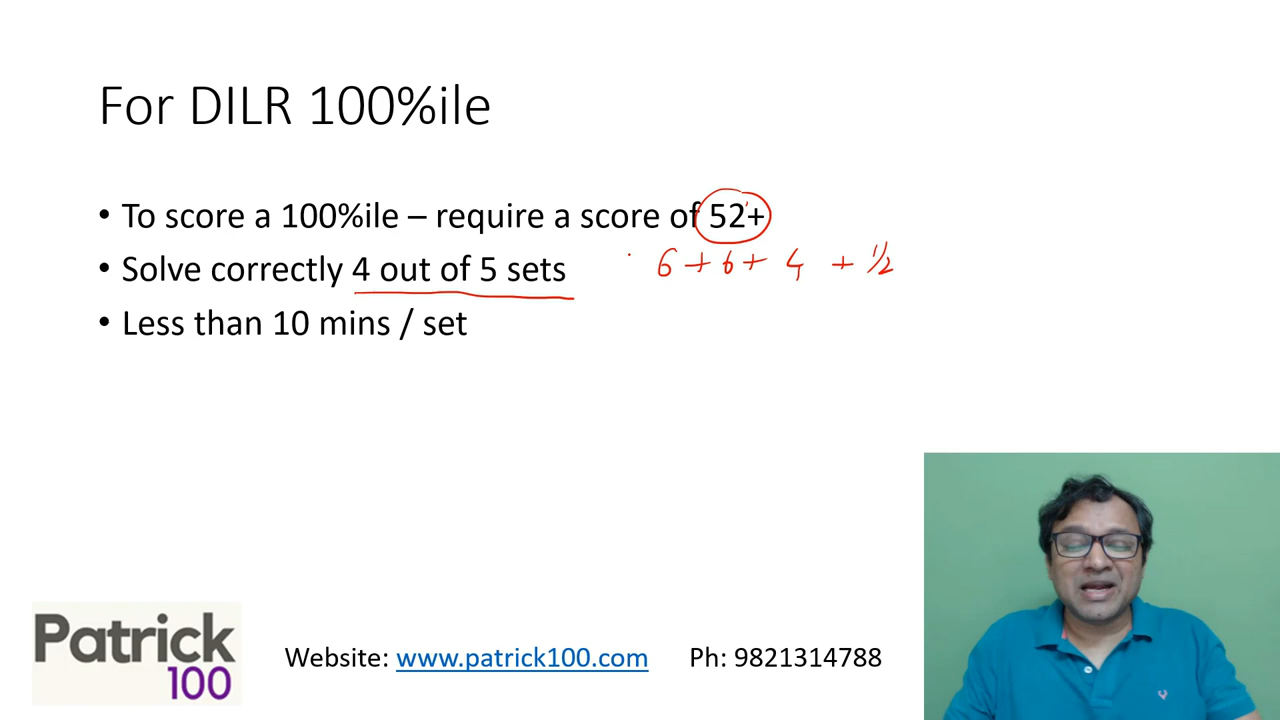 For DILR 100%ile
• To score a 100%ile – require a score of 52+
• Solve correctly 4 out of 5 sets 6 + 6 + 4 + 1/2
• Less than 10 mins / set
Patrick
100
Website: www.patrick100.com Ph: 9821314788